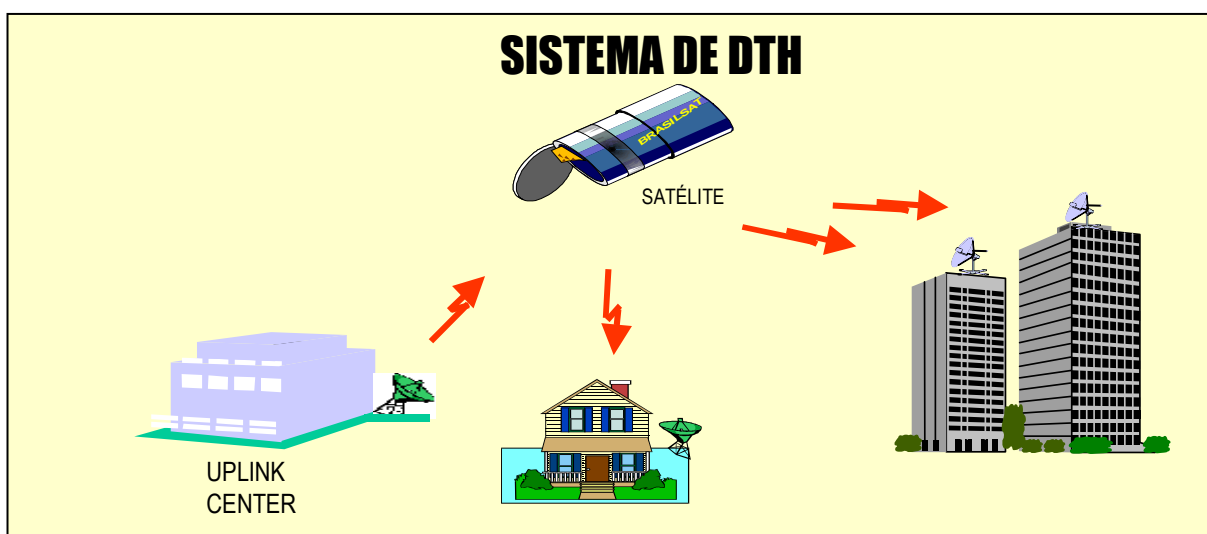 SISTEMA DE DTH
BRASILSAT
SATÉLITE
UPLINK
CENTER